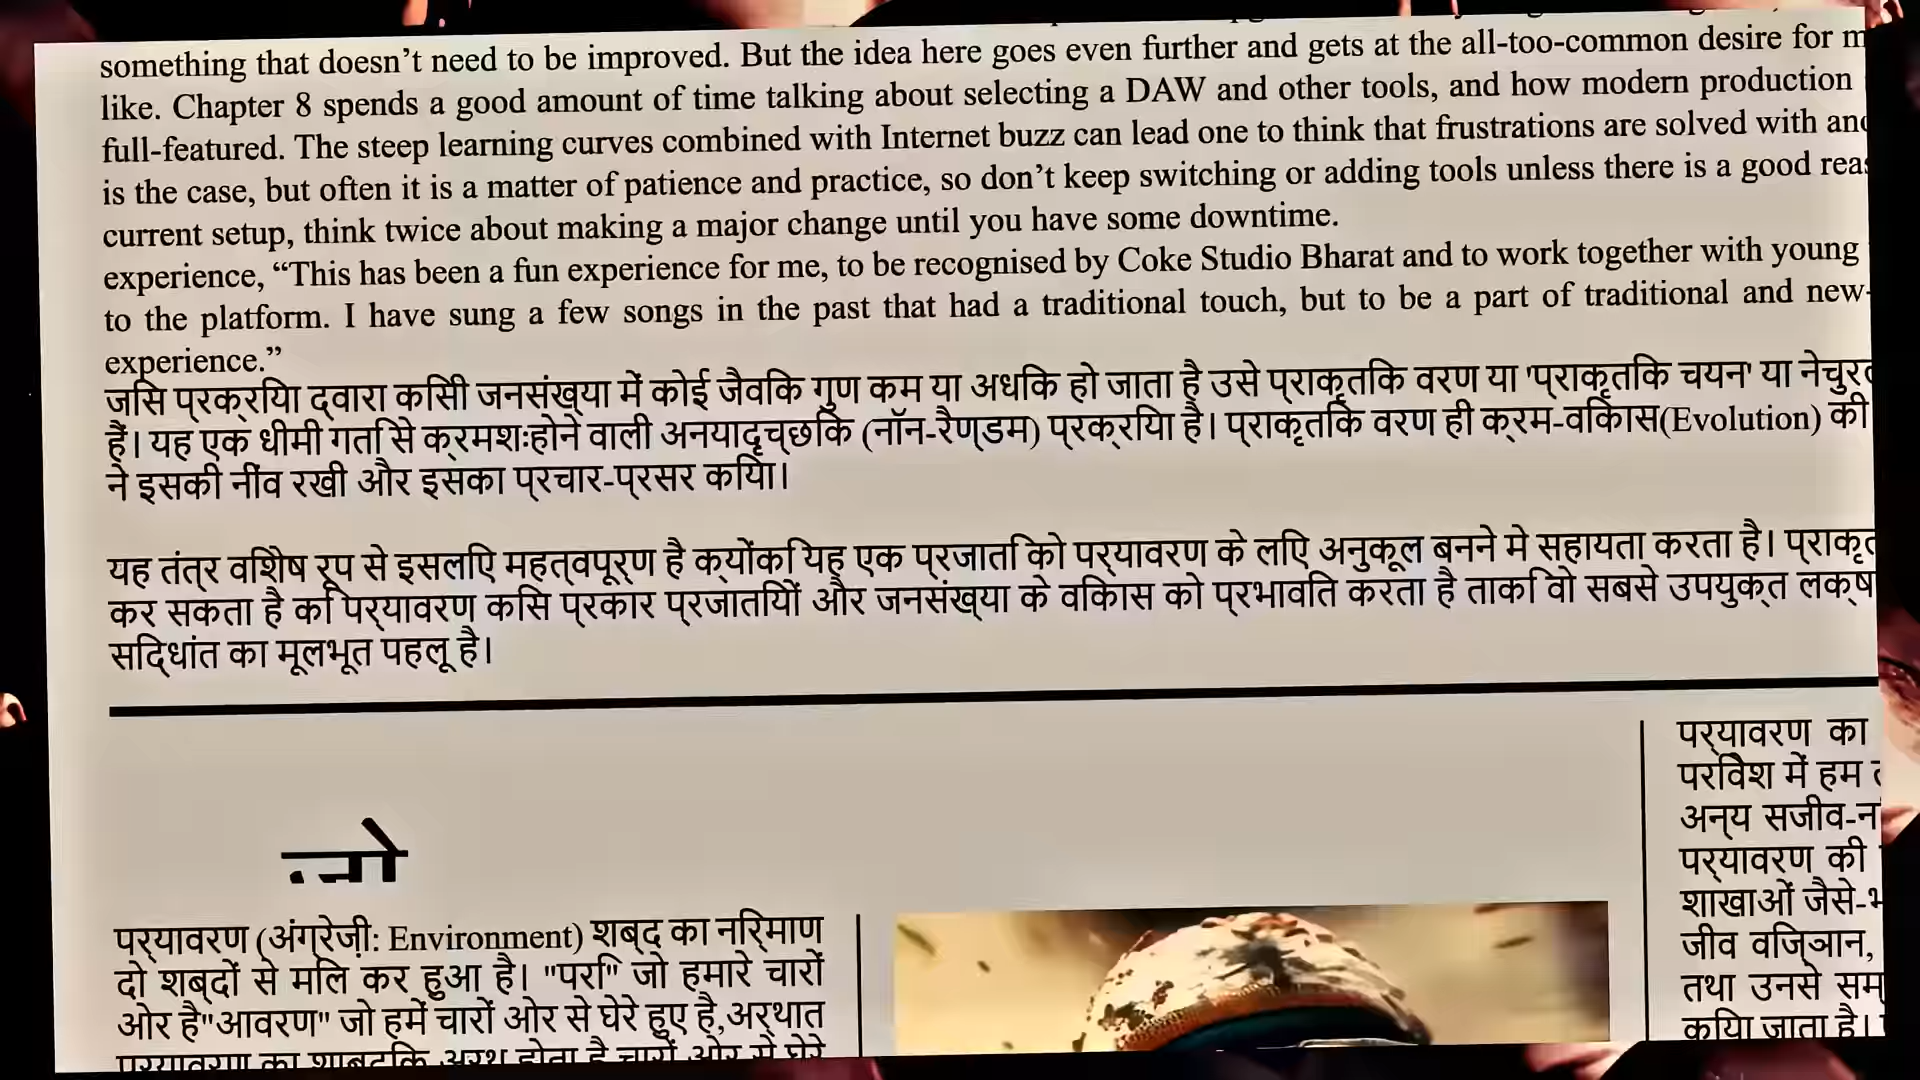 something that doesn’t need to be improved. But the idea here goes even further and gets at the all-too-common desire for
like. Chapter 8 spends a good amount of time talking about selecting a DAW and other tools, and how modern production
full-featured. The steep learning curves combined with Internet buzz can lead one to think that frustrations are solved with
is the case, but often it is a matter of patience and practice, so don’t keep switching or adding tools unless there is a good
current setup, think twice about making a major change until you have some downtime.
experience, “This has been a fun experience for me, to be recognised by Coke Studio Bharat and to work together with young
to the platform. I have sung a few songs in the past that had a traditional touch, but to be a part of traditional and new-
experience.”
जसि प्रक्रयिा द्वारा कसिी जनसंख्या में कोई जैवकि गुण कम या अधकि हो जाता है उसे प्राकृतकि वरण या 'प्राकृतकि चयन' या
हैं। यह एक धीमी गति से क्रमशःहोने वाली अनयादृच्छकि (नॉन-रैण्डम) प्रक्रयिा है। प्राकृतकि वरण ही क्रम-वकिास(Evolution) की
ने इसकी नींव रखी और इसका प्रचार-प्रसर कयिा।
यह तंत्र वशिेष रूप से इसलएि महत्वपूर्ण है क्योंकि यह एक प्रजाति को पर्यावरण के लएि अनुकूल बनने मे सहायता करता है।
कर सकता है कि पर्यावरण कसि प्रकार प्रजातयिों और जनसंख्या के वकिास को प्रभावति करता है ताकि वो सबसे उपयुक्त
सद्धिांत का मूलभूत पहलू है।
पर्यावरण (अंग्रेज़ी: Environment) शब्द का नरि्माण
दो शब्दों से मलि कर हुआ है। "परि" जो हमारे चारों
ओर है"आवरण" जो हमें चारों ओर से घेरे हुए है,अर्थात
पर्यावरण का शाब्दकि अर्थ होता है चारों ओर से घेरे
पर्यावरण का
परविेश में हम
अन्य सजीव-
पर्यावरण की
शाखाओं जैसे-
जीव वज्ञिान,
तथा उनसे
कयिा जाता है।